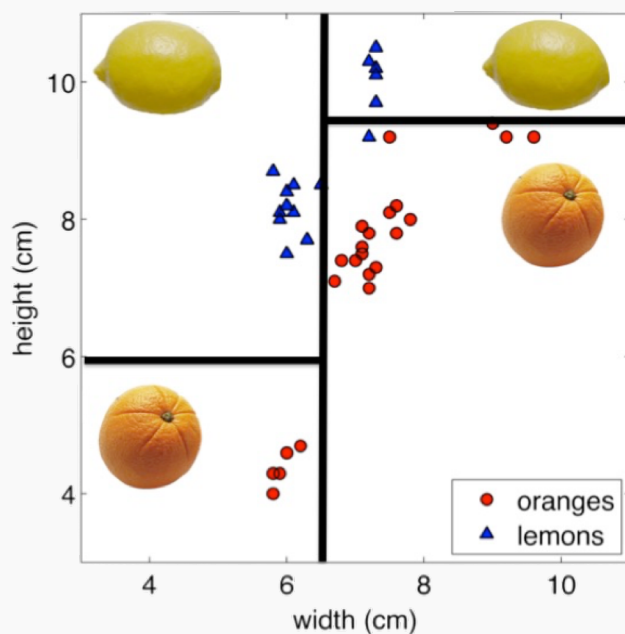 10
8
6
4
height (cm)
4 6 8 10
width (cm)
oranges
lemons